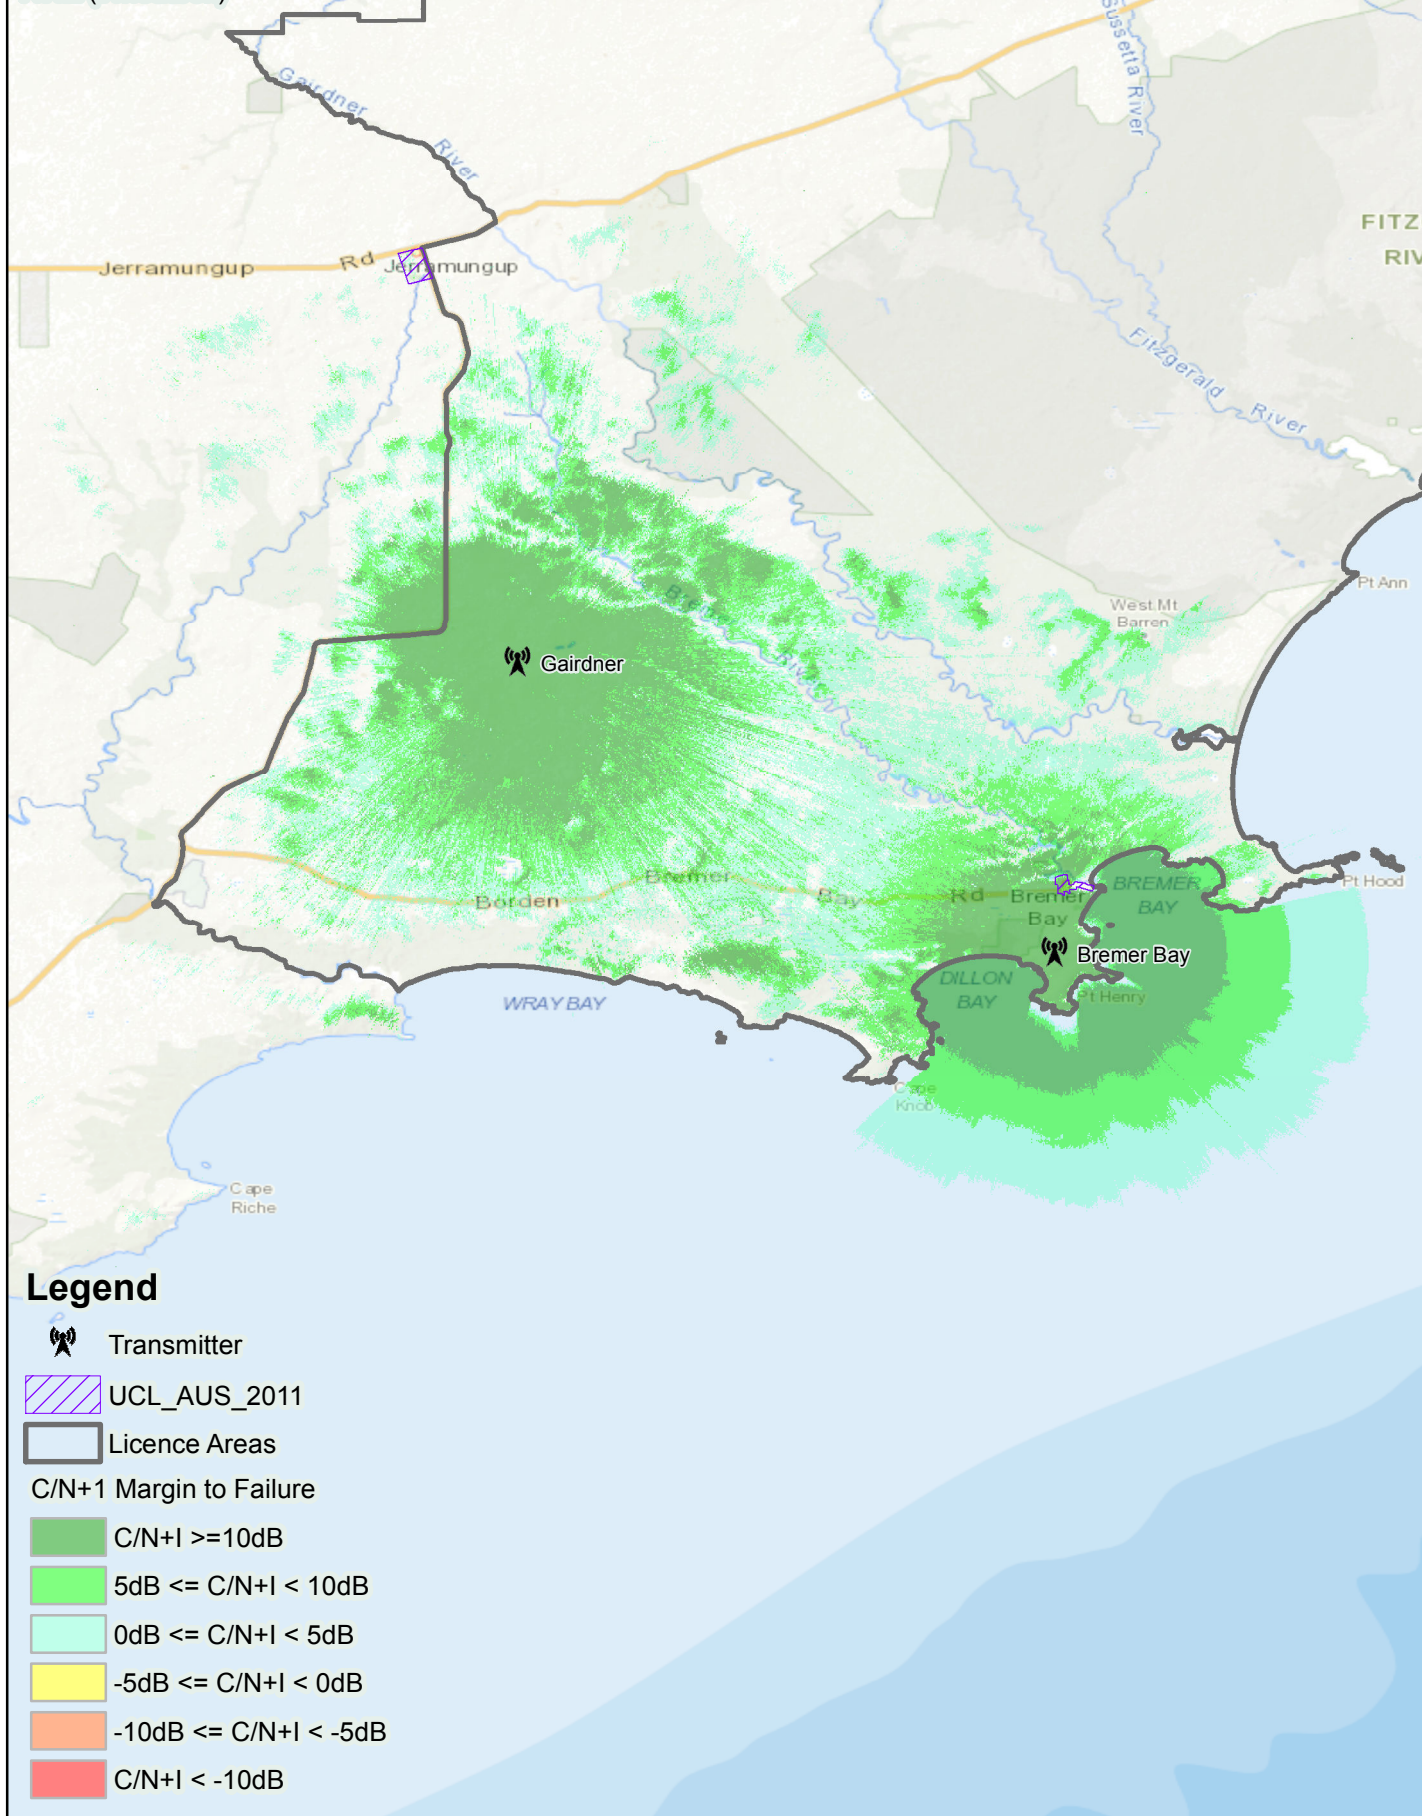 Gairdner
River
Sussetta River
FITZ
RIV
Jerramungup
Rd
Jerramungup
Fitzgerald
River
Pt Ann
West Mt
Barren
Bremer
River
Gairdner
Pt Hood
BREMER
BAY
Bremer
Borden
Bay
Rd
Bremer
Bay
Bremer Bay
DILLON
BAY
Pt Henry
WRAY BAY
Cape
Knob
Cape
Riche
Legend
Transmitter
UCL_AUS_2011
Licence Areas
C/N+1 Margin to Failure
C/N+I >=10dB
5dB <= C/N+I < 10dB
0dB <= C/N+I < 5dB
-5dB <= C/N+I < 0dB
-10dB <= C/N+I < -5dB
C/N+I < -10dB